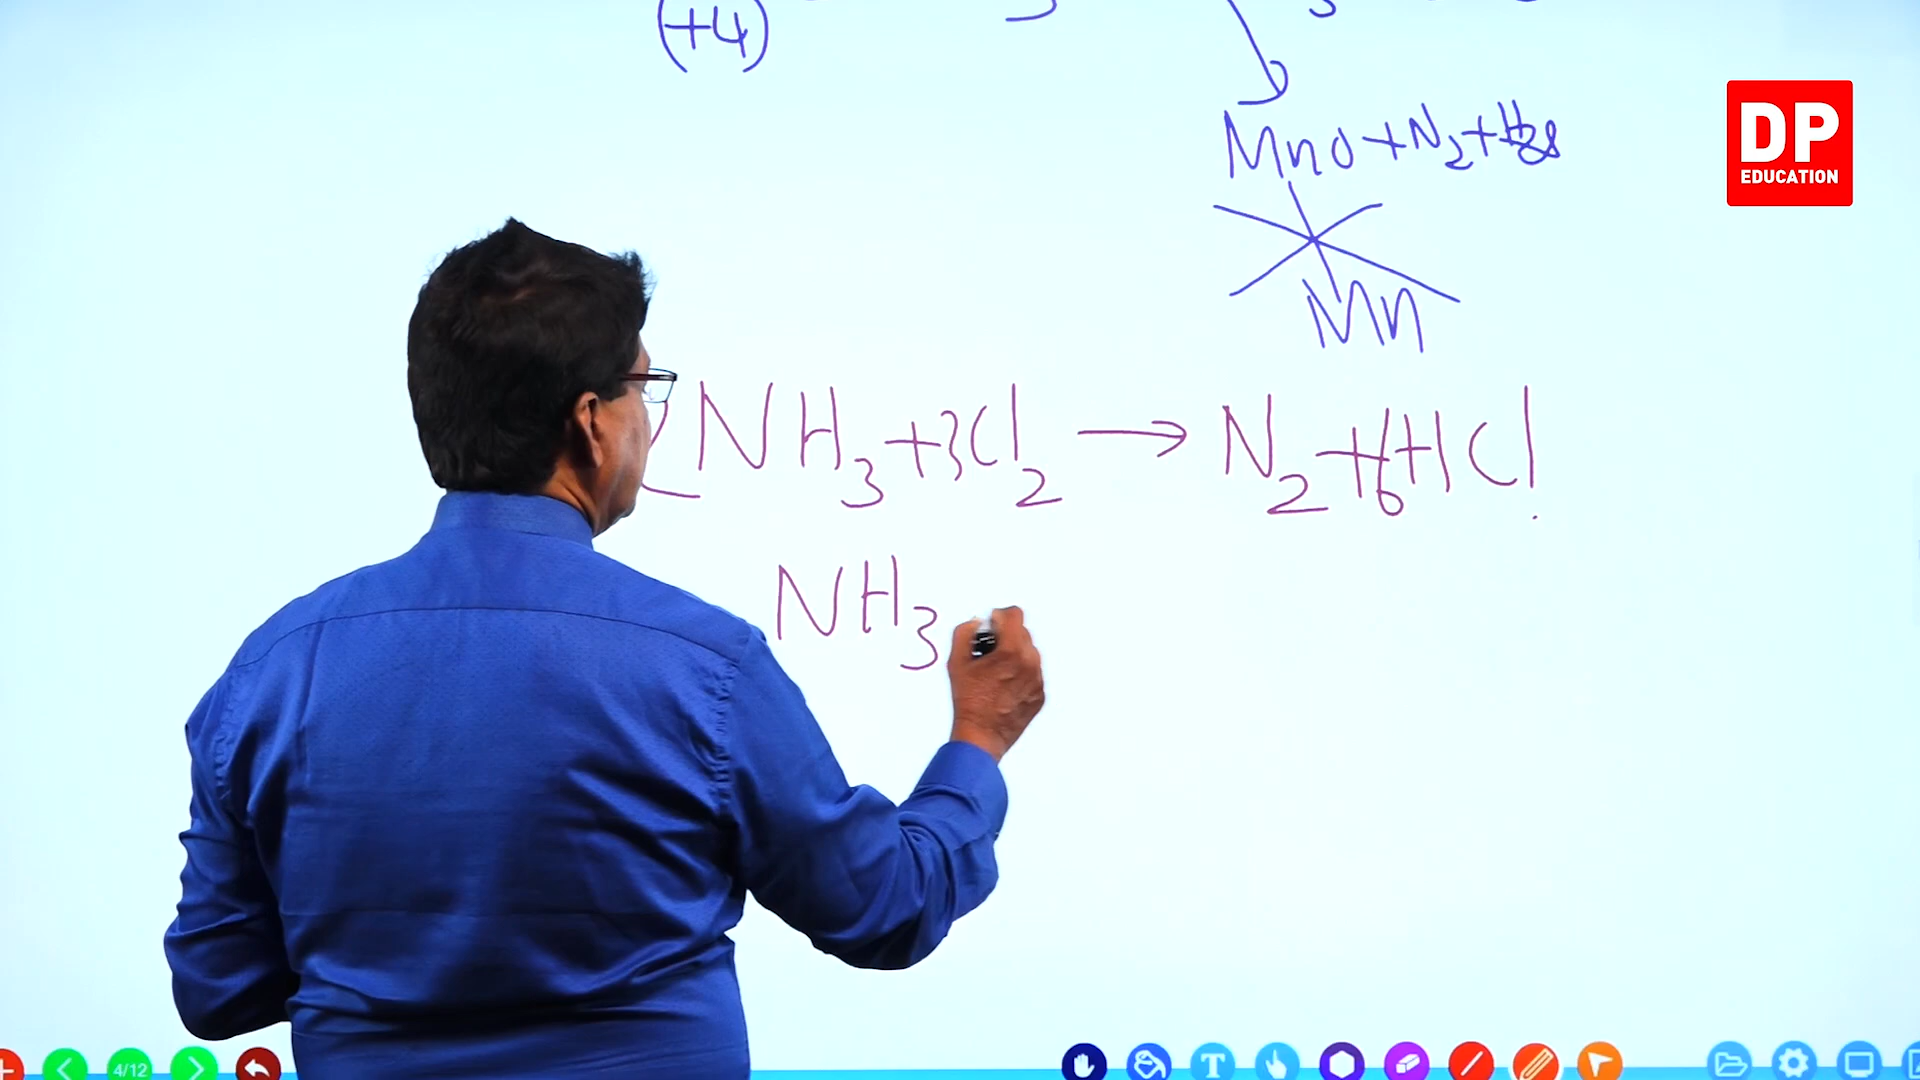 (+4)
MnO+N2+H2O
Mn
2NH3+3Cl2 → N2+6HCl
NH3
DP
EDUCATION
4/12
T